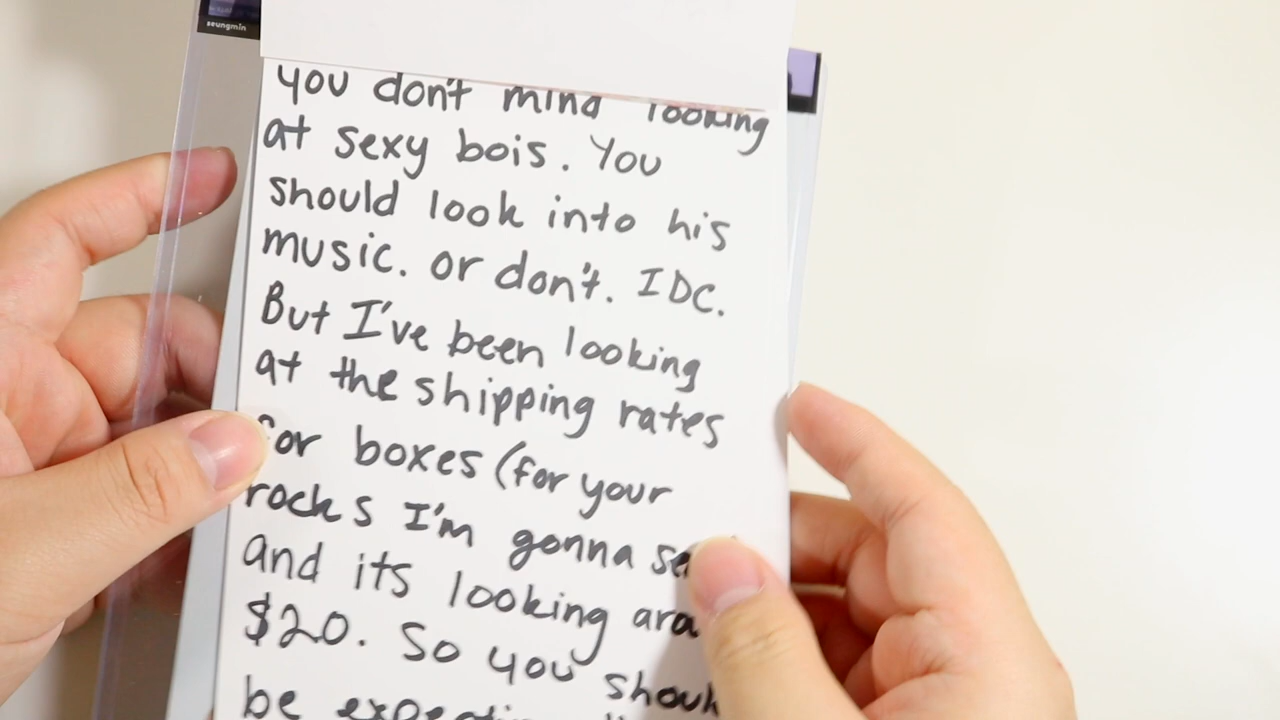 seungmin
you don't mind looking
at sexy bois. You
should look into his
music. or don't. IDC.
But I've been looking
at the shipping rates
for boxes (for your
rocks I'm gonna
and its looking
$20. So you
be